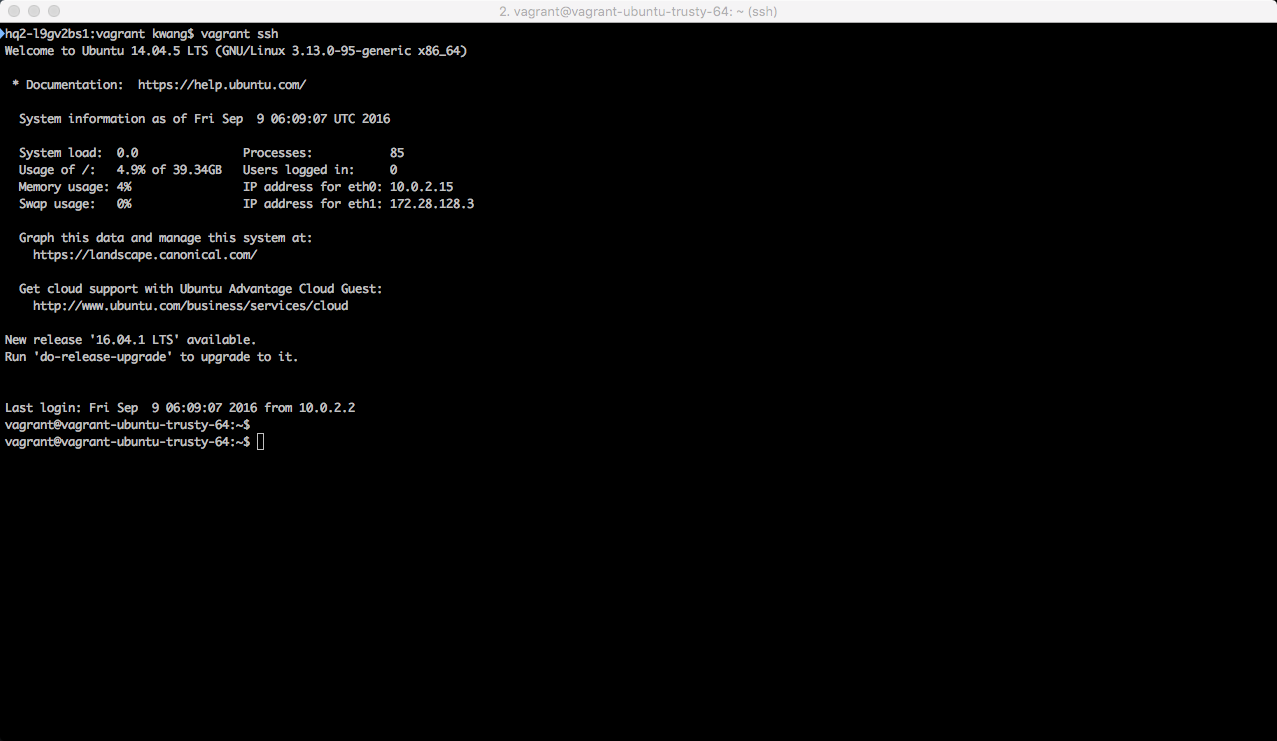 2. vagrant@vagrant-ubuntu-trusty-64: ~ (ssh)
hq2-l9gv2bs1:vagrant kwang$ vagrant ssh
Welcome to Ubuntu 14.04.5 LTS (GNU/Linux 3.13.0-95-generic x86_64)
* Documentation:  https://help.ubuntu.com/
System information as of Fri Sep  9 06:09:07 UTC 2016
System load:  0.0               Processes:           85
Usage of /:   4.9% of 39.34GB   Users logged in:     0
Memory usage: 4%                IP address for eth0: 10.0.2.15
Swap usage:   0%                IP address for eth1: 172.28.128.3
Graph this data and manage this system at:
https://landscape.canonical.com/
Get cloud support with Ubuntu Advantage Cloud Guest:
http://www.ubuntu.com/business/services/cloud
New release '16.04.1 LTS' available.
Run 'do-release-upgrade' to upgrade to it.
Last login: Fri Sep  9 06:09:07 2016 from 10.0.2.2
vagrant@vagrant-ubuntu-trusty-64:~$
vagrant@vagrant-ubuntu-trusty-64:~$